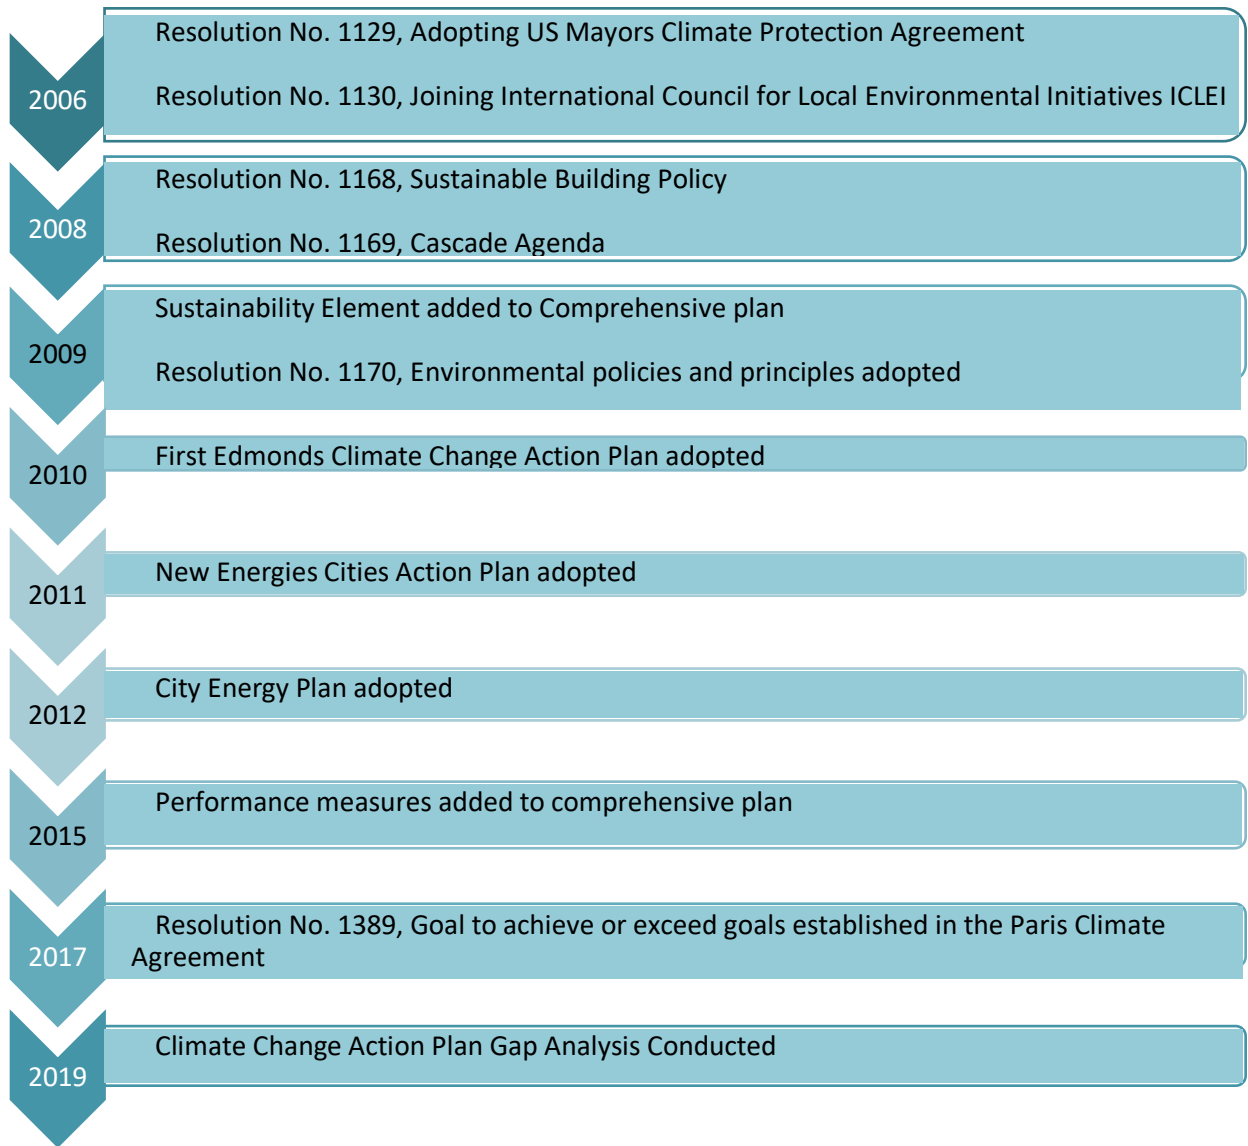 2006
Resolution No. 1129, Adopting US Mayors Climate Protection Agreement
Resolution No. 1130, Joining International Council for Local Environmental Initiatives ICLEI
2008
Resolution No. 1168, Sustainable Building Policy
Resolution No. 1169, Cascade Agenda
2009
Sustainability Element added to Comprehensive plan
Resolution No. 1170, Environmental policies and principles adopted
2010
First Edmonds Climate Change Action Plan adopted
2011
New Energies Cities Action Plan adopted
2012
City Energy Plan adopted
2015
Performance measures added to comprehensive plan
2017
Resolution No. 1389, Goal to achieve or exceed goals established in the Paris Climate
Agreement
2019
Climate Change Action Plan Gap Analysis Conducted